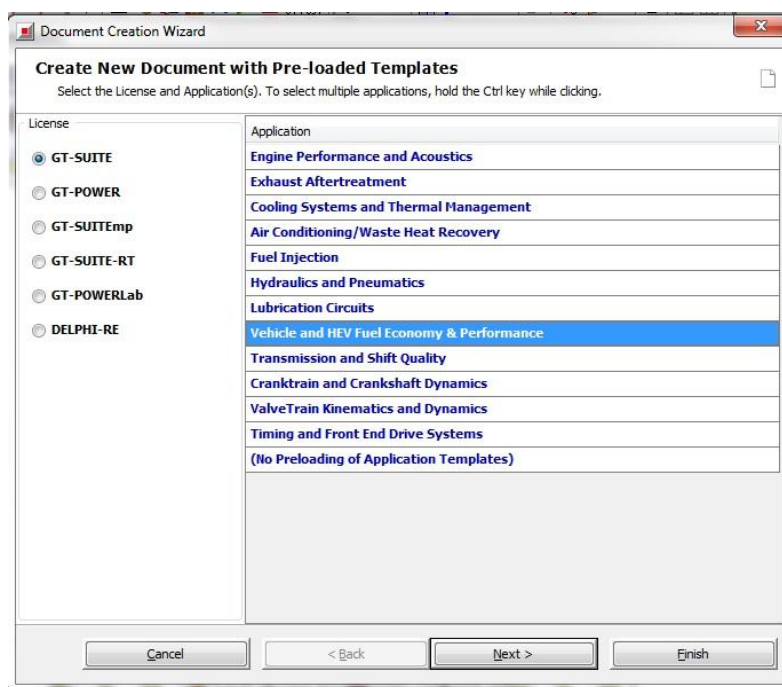 Document Creation Wizard
Create New Document with Pre-loaded Templates
Select the License and Application(s). To select multiple applications, hold the Ctrl key while clicking.
License
GT-SUITE
GT-POWER
GT-SUITEmp
GT-SUITE-RT
GT-POWERLab
DELPHI-RE
Application
Engine Performance and Acoustics
Exhaust Aftertreatment
Cooling Systems and Thermal Management
Air Conditioning/Waste Heat Recovery
Fuel Injection
Hydraulics and Pneumatics
Lubrication Circuits
Vehicle and HEV Fuel Economy & Performance
Transmission and Shift Quality
Cranktrain and Crankshaft Dynamics
ValveTrain Kinematics and Dynamics
Timing and Front End Drive Systems
(No Preloading of Application Templates)
Cancel
< Back
Next >
Finish